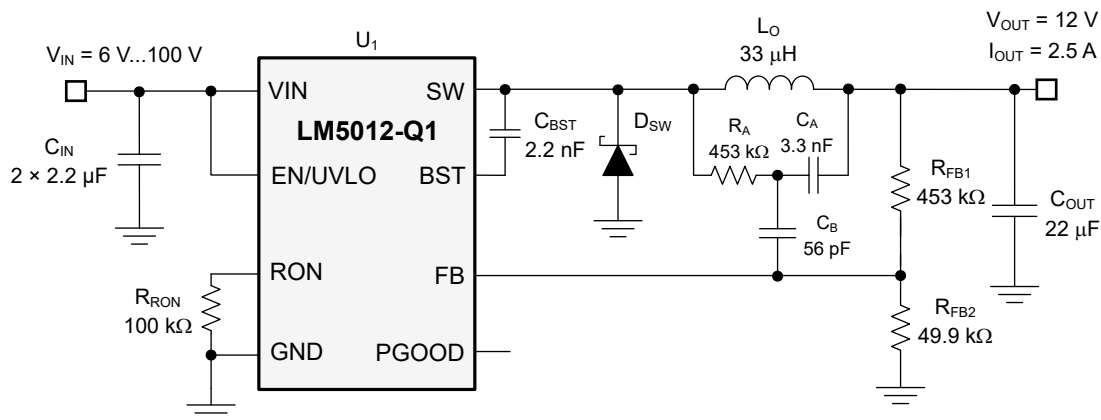 V_IN = 6 V...100 V
U_1
L_O
33 μH
V_OUT = 12 V
I_OUT = 2.5 A
VIN
SW
LM5012-Q1
C_BST
2.2 nF
D_SW
R_A
453 kΩ
C_A
3.3 nF
C_IN
2 × 2.2 μF
EN/UVLO
BST
R_FB1
453 kΩ
C_OUT
22 μF
C_B
56 pF
RON
FB
R_RON
100 kΩ
R_FB2
49.9 kΩ
GND
PGOOD